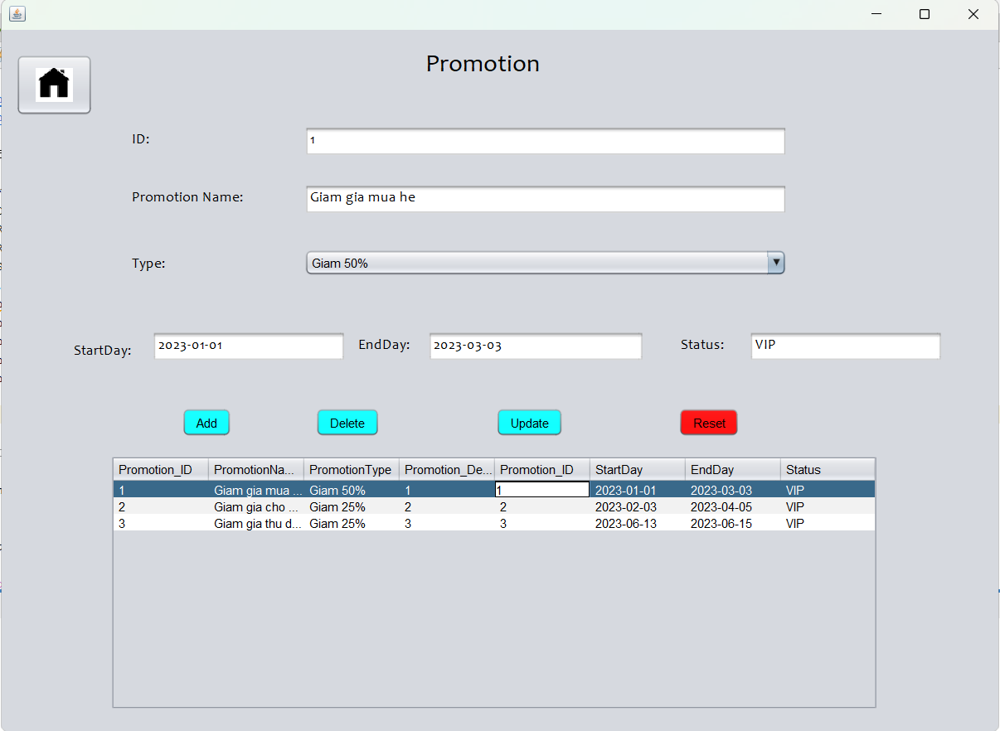 Promotion
ID: 1
Promotion Name: Giam gia mua he
Type: Giam 50%
StartDay: 2023-01-01 EndDay: 2023-03-03 Status: VIP
Add Delete Update Reset
Promotion_ID PromotionNa... PromotionType Promotion_De... Promotion_ID StartDay EndDay Status
1 Giam gia mua ... Giam 50% 1 1 2023-01-01 2023-03-03 VIP
2 Giam gia cho ... Giam 25% 2 2 2023-02-03 2023-04-05 VIP
3 Giam gia thu d... Giam 25% 3 3 2023-06-13 2023-06-15 VIP